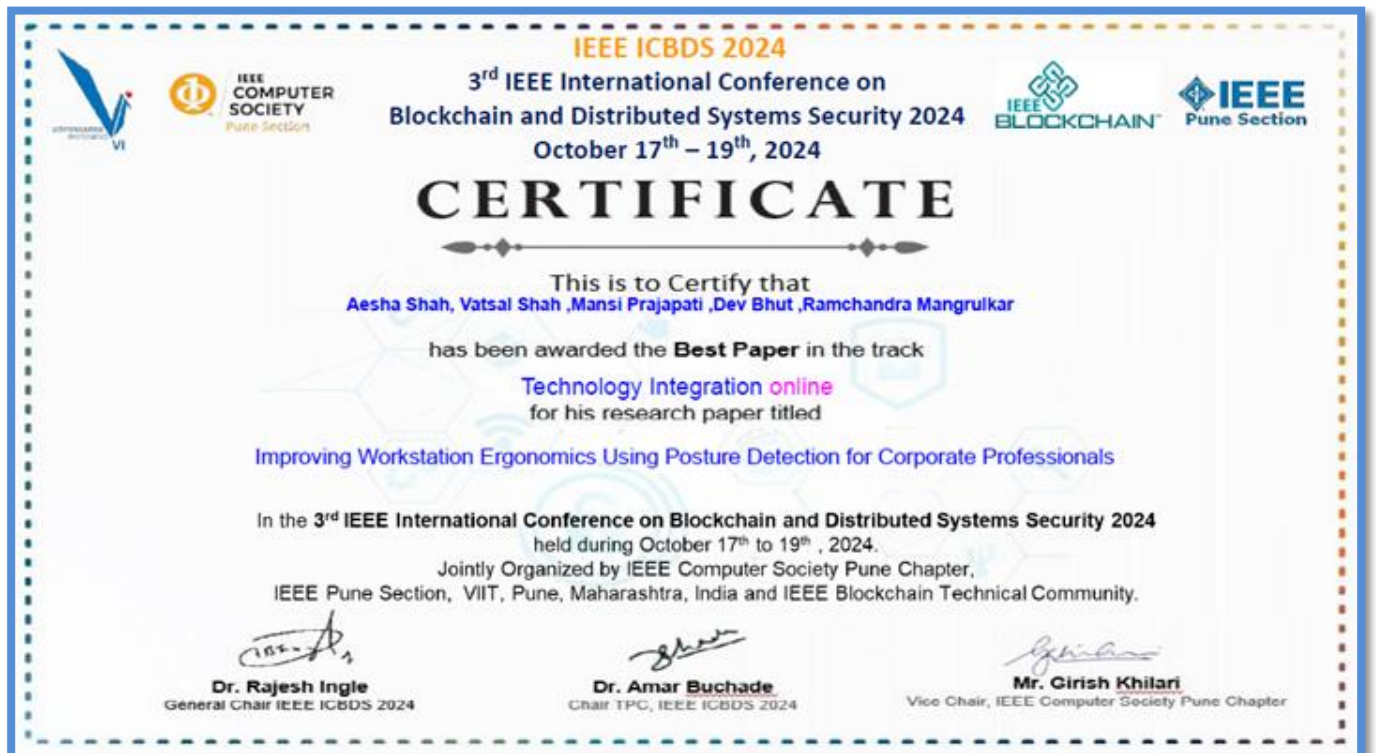 IEEE ICBDS 2024
3rd IEEE International Conference on
Blockchain and Distributed Systems Security 2024
October 17th – 19th, 2024
VI
IEEE
COMPUTER
SOCIETY
Pune Section
IEEE
BLOCKCHAIN™
IEEE
Pune Section
CERTIFICATE
This is to Certify that
Aesha Shah, Vatsal Shah ,Mansi Prajapati ,Dev Bhut ,Ramchandra Mangrulkar
has been awarded the Best Paper in the track
Technology Integration online
for his research paper titled
Improving Workstation Ergonomics Using Posture Detection for Corporate Professionals
In the 3rd IEEE International Conference on Blockchain and Distributed Systems Security 2024
held during October 17th to 19th , 2024.
Jointly Organized by IEEE Computer Society Pune Chapter,
IEEE Pune Section, VIIT, Pune, Maharashtra, India and IEEE Blockchain Technical Community.
Dr. Rajesh Ingle
General Chair IEEE ICBDS 2024
Dr. Amar Buchade
Chair TPC, IEEE ICBDS 2024
Mr. Girish Khilari
Vice Chair, IEEE Computer Society Pune Chapter